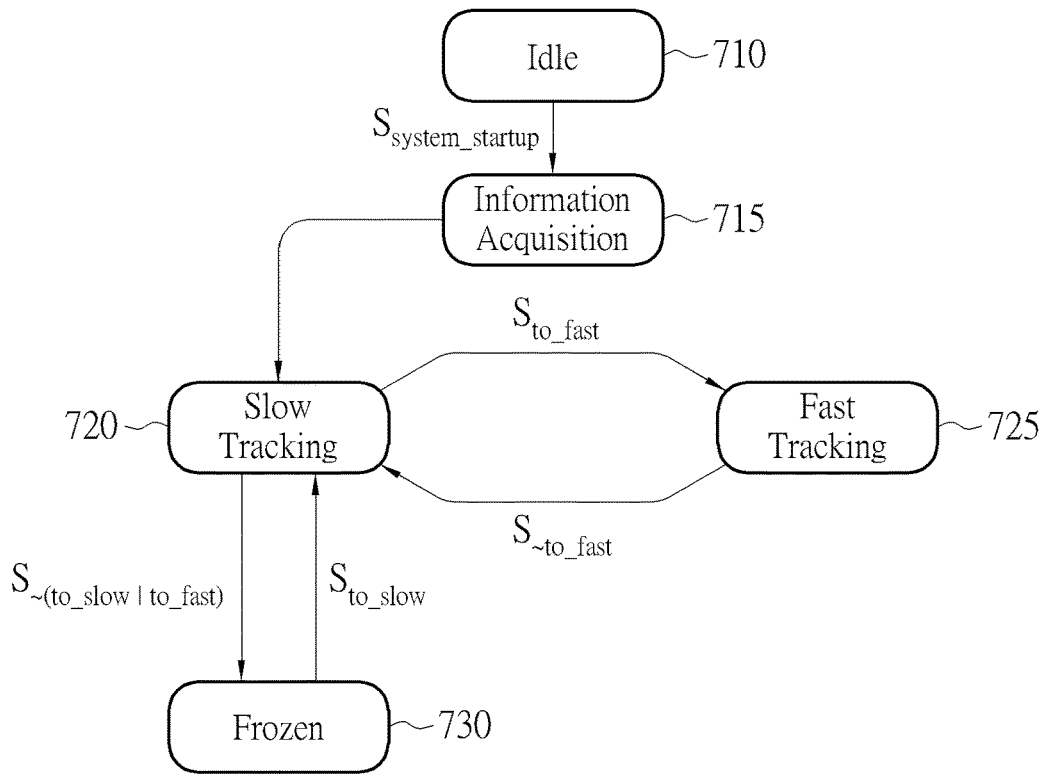 Idle
710
S_system_startup
Information
Acquisition
715
S_to_fast
720
Slow
Tracking
Fast
Tracking
725
S_~to_fast
S_~(to_slow | to_fast)
S_to_slow
Frozen
730